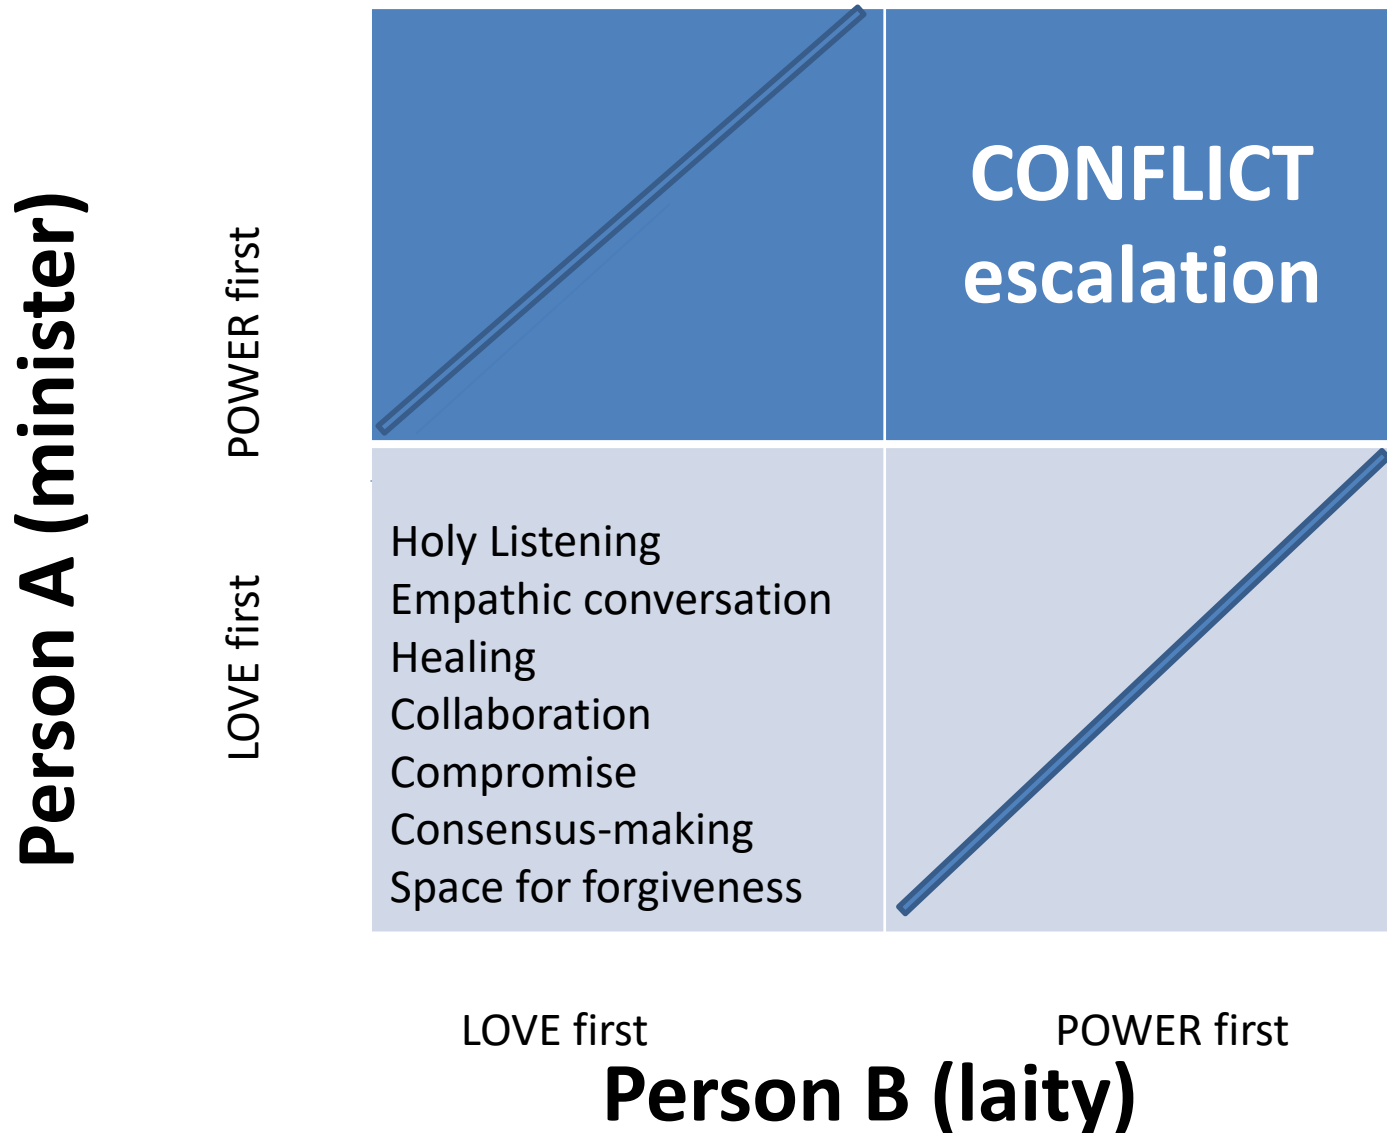 Person A (minister)
POWER first
LOVE first
CONFLICT
escalation
Holy Listening
Empathic conversation
Healing
Collaboration
Compromise
Consensus-making
Space for forgiveness
LOVE first
POWER first
Person B (laity)